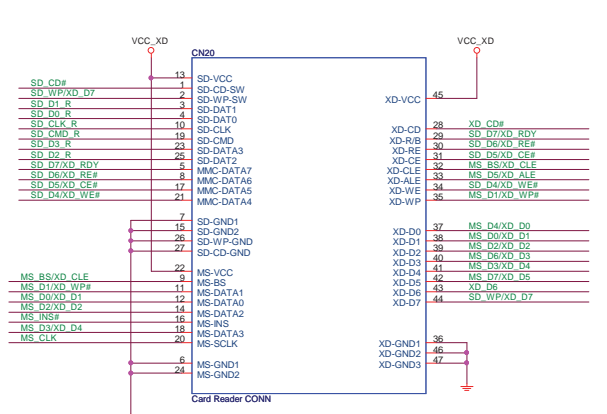 VCC_XD VCC_XD
CN20
13 SD-VCC
SD_CD# 1 SD-CD-SW
SD_WP/XD_D7 2 SD-WP-SW
SD_D1_R 3 SD-DAT1
SD_D0_R 4 SD-DAT0
SD_CLK_R 10 SD-CLK
SD_CMD_R 19 SD-CMD
SD_D3_R 23 SD-DATA3
SD_D2_R 25 SD-DAT2
SD_D7/XD_RDY 5 MMC-DATA7
SD_D6/XD_RE# 8 MMC-DATA6
SD_D5/XD_CE# 17 MMC-DATA5
SD_D4/XD_WE# 21 MMC-DATA4
7 SD-GND1
15 SD-GND2
26 SD-WP-GND
27 SD-CD-GND
22 MS-VCC
MS_BS/XD_CLE 9 MS-BS
MS_D1/XD_WP# 11 MS-DATA1
MS_D0/XD_D1 12 MS-DATA0
MS_D2/XD_D2 14 MS-DATA2
MS_INS# 16 MS-INS
MS_D3/XD_D4 18 MS-DATA3
MS_CLK 20 MS-SCLK
6 MS-GND1
24 MS-GND2
XD-VCC 45
XD-CD 28 XD_CD#
XD-R/B 29 SD_D7/XD_RDY
XD-RE 30 SD_D6/XD_RE#
XD-CE 31 SD_D5/XD_CE#
XD-CLE 32 MS_BS/XD_CLE
XD-ALE 33 MS_D5/XD_ALE
XD-WE 34 SD_D4/XD_WE#
XD-WP 35 MS_D1/XD_WP#
XD-D0 37 MS_D4/XD_D0
XD-D1 38 MS_D0/XD_D1
XD-D2 39 MS_D2/XD_D2
XD-D3 40 MS_D6/XD_D3
XD-D4 41 MS_D3/XD_D4
XD-D5 42 MS_D7/XD_D5
XD-D6 43 XD_D6
XD-D7 44 SD_WP/XD_D7
XD-GND1 36
XD-GND2 46
XD-GND3 47
Card Reader CONN